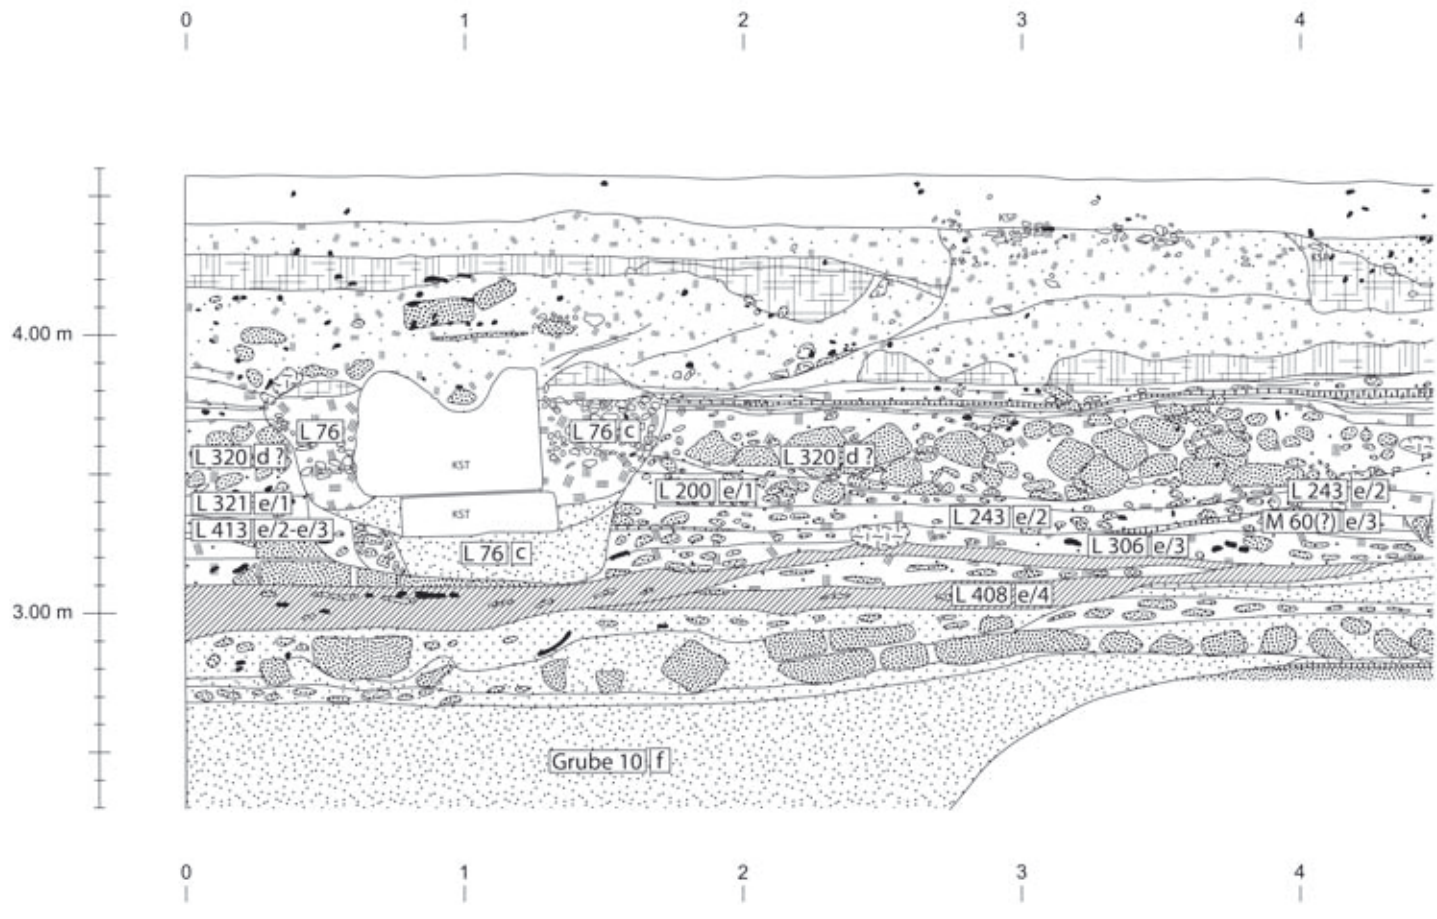 0 1 2 3 4
KSP
KSP
4.00 m
L 76
L 76 c
L 320 d ?
L 320 d ?
KST
L 321 e/1
L 200 e/1
L 243 e/2
KST
L 413 e/2-e/3
L 243 e/2
M 60(?) e/3
L 76 c
L 306 e/3
L 408 e/4
3.00 m
Grube 10 f
0 1 2 3 4